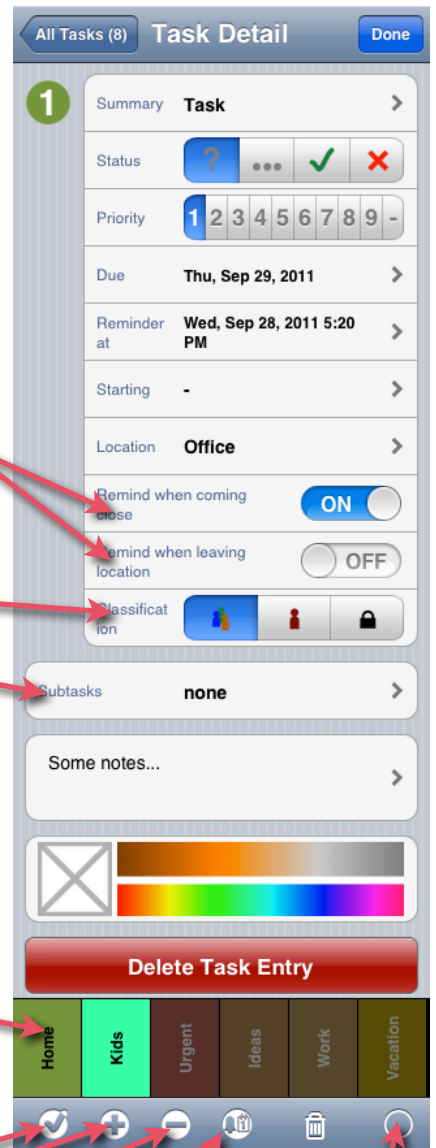 All Tasks (8) Task Detail Done
1
Summary Task
Status ?
Priority 1 2 3 4 5 6 7 8 9 -
Due Thu, Sep 29, 2011
Reminder at Wed, Sep 28, 2011 5:20 PM
Starting -
Location Office
Remind when coming close ON
Remind when leaving location OFF
Classificat
ion
Subtasks none
Some notes...
Delete Task Entry
Home Kids Urgent Ideas Work Vacation